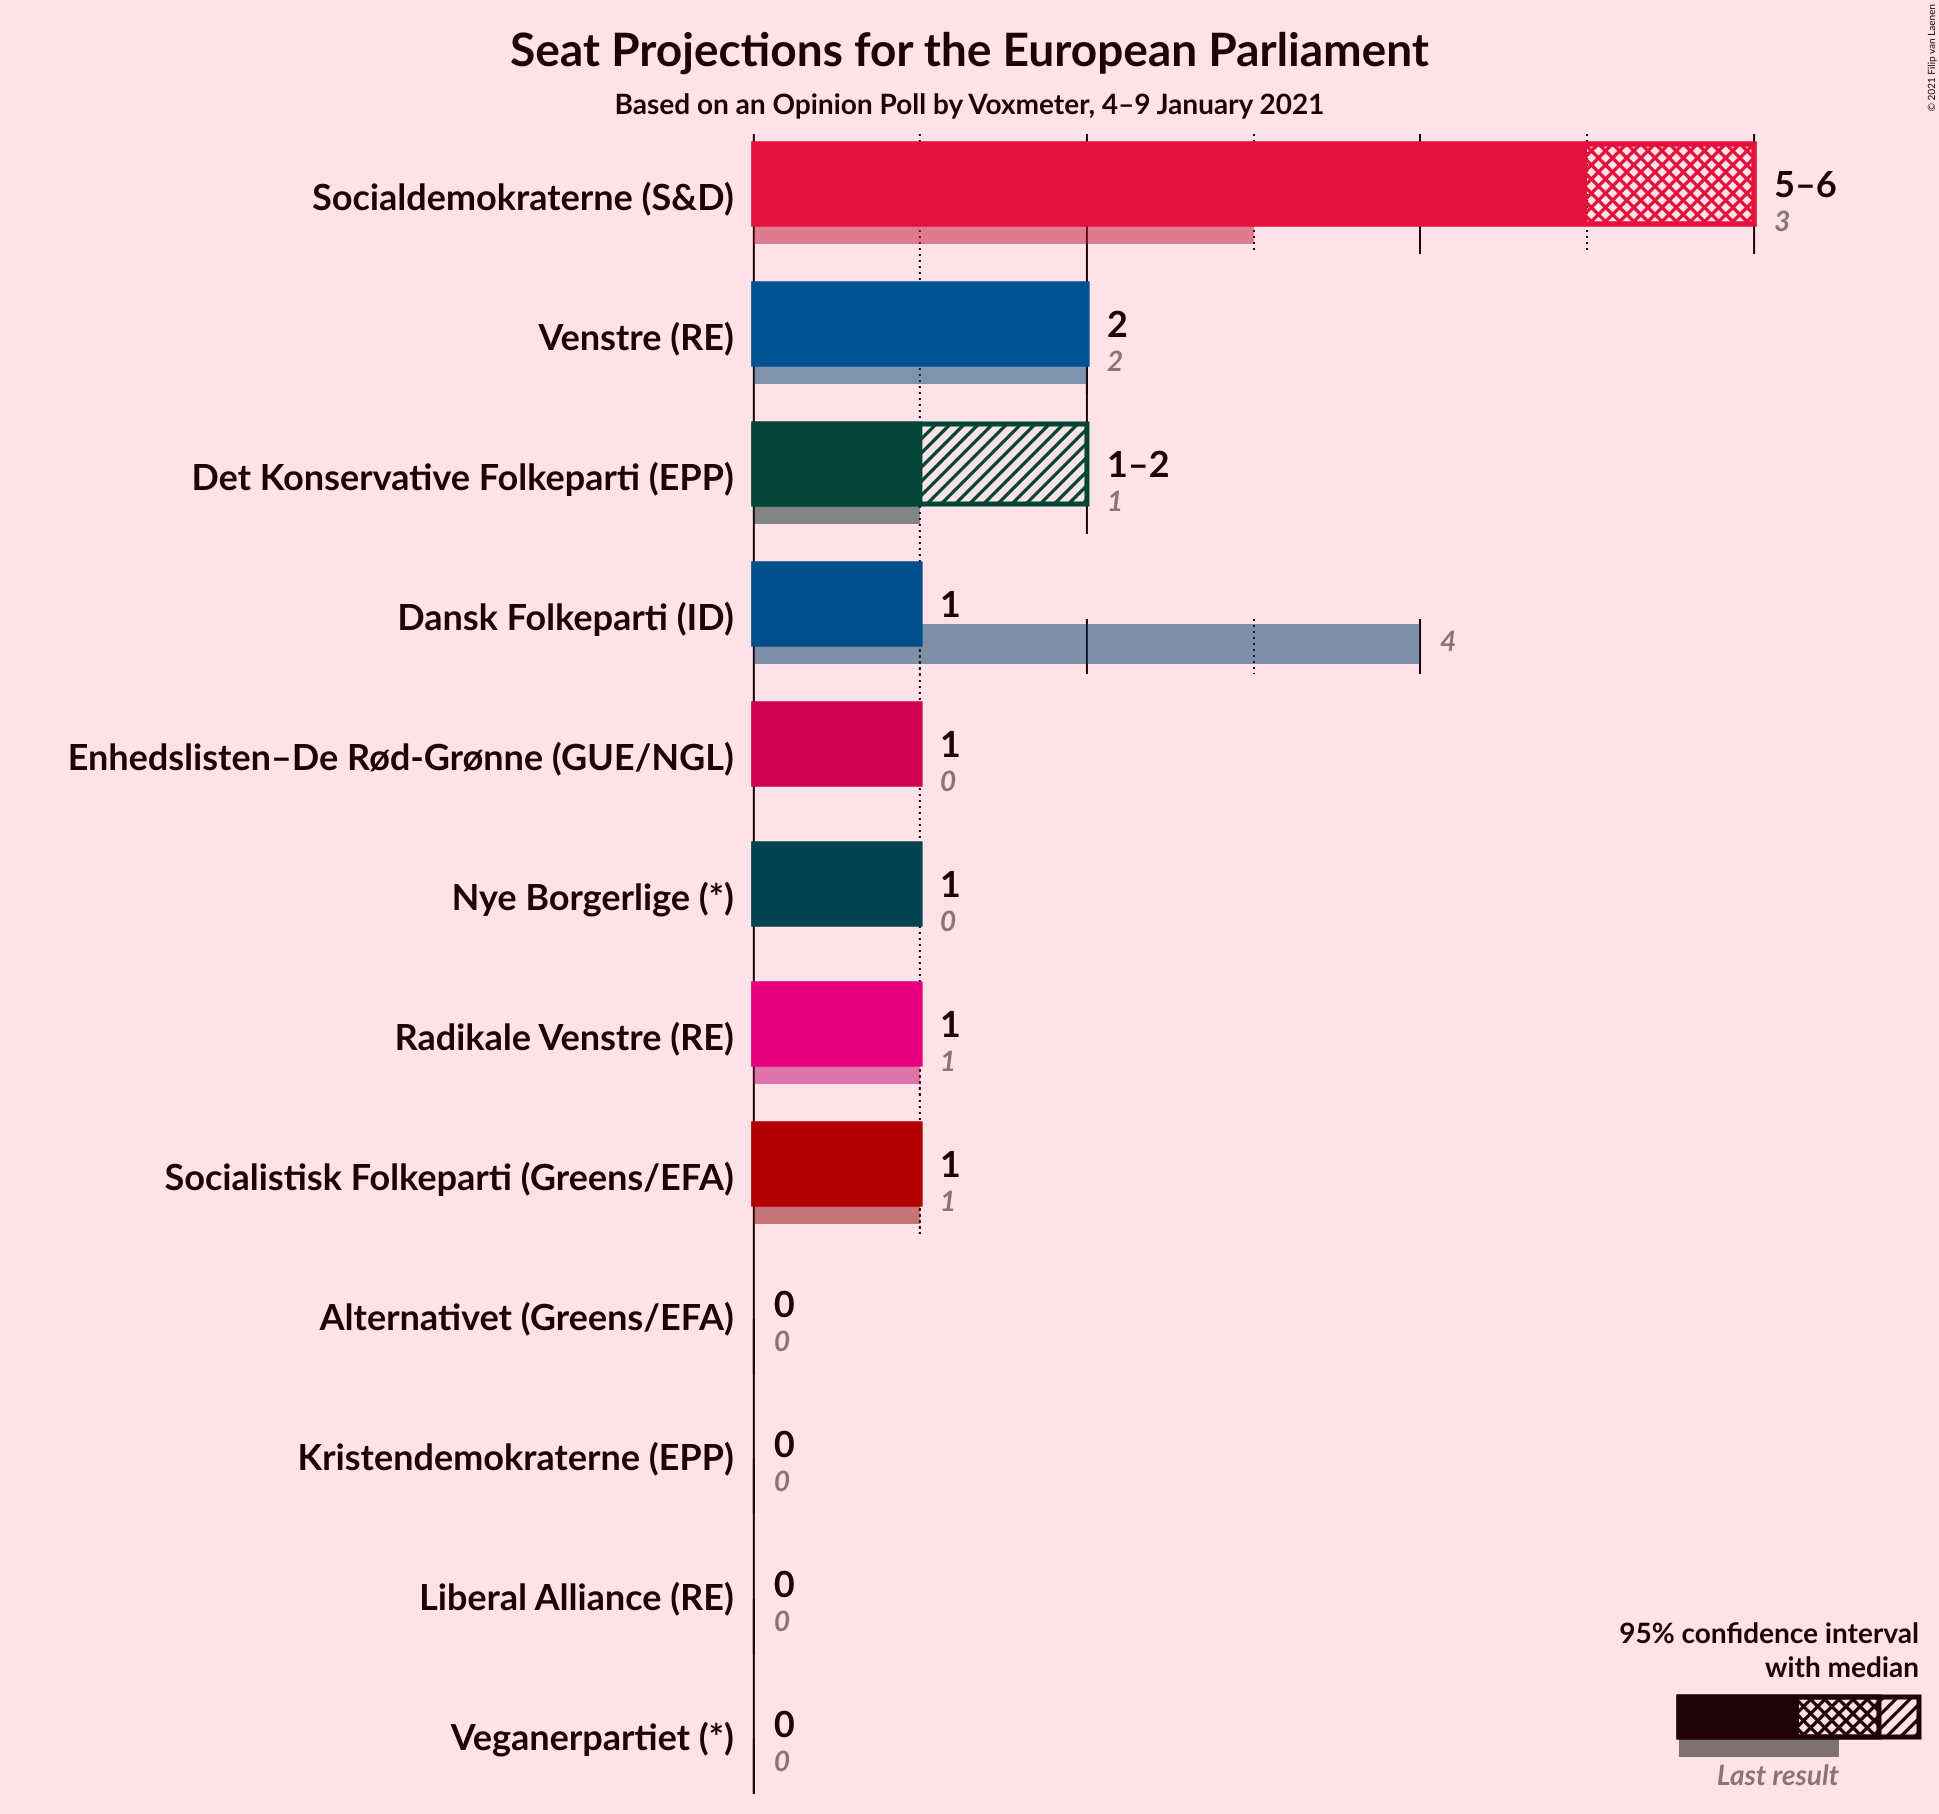 Seat Projections for the European Parliament
Based on an Opinion Poll by Voxmeter, 4–9 January 2021
© 2021 Filip van Laenen
Socialdemokraterne (S&D)
5–6
3
Venstre (RE)
2
2
Det Konservative Folkeparti (EPP)
1–2
1
Dansk Folkeparti (ID)
1
4
Enhedslisten–De Rød-Grønne (GUE/NGL)
1
0
Nye Borgerlige (*)
1
0
Radikale Venstre (RE)
1
1
Socialistisk Folkeparti (Greens/EFA)
1
1
Alternativet (Greens/EFA)
0
0
Kristendemokraterne (EPP)
0
0
Liberal Alliance (RE)
0
0
Veganerpartiet (*)
0
0
95% confidence interval
with median
Last result